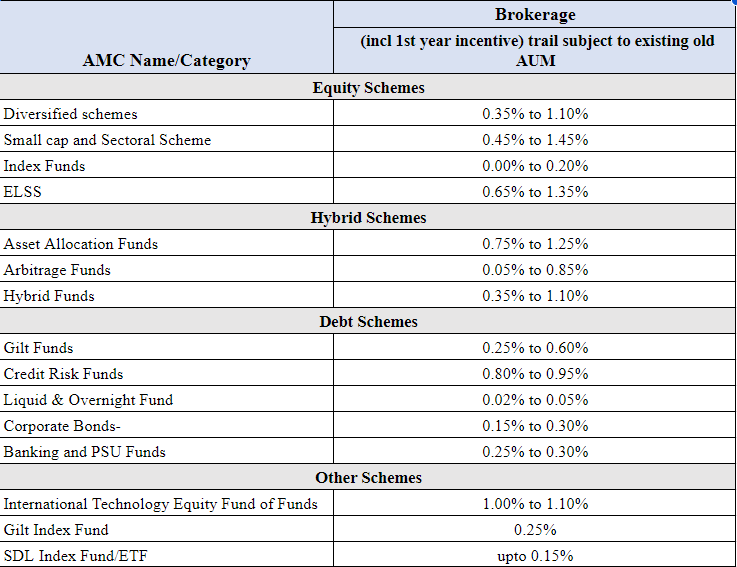 AMC Name/Category
Brokerage
(incl 1st year incentive) trail subject to existing old
AUM
Equity Schemes
Diversified schemes 0.35% to 1.10%
Small cap and Sectoral Scheme 0.45% to 1.45%
Index Funds 0.00% to 0.20%
ELSS 0.65% to 1.35%
Hybrid Schemes
Asset Allocation Funds 0.75% to 1.25%
Arbitrage Funds 0.05% to 0.85%
Hybrid Funds 0.35% to 1.10%
Debt Schemes
Gilt Funds 0.25% to 0.60%
Credit Risk Funds 0.80% to 0.95%
Liquid & Overnight Fund 0.02% to 0.05%
Corporate Bonds- 0.15% to 0.30%
Banking and PSU Funds 0.25% to 0.30%
Other Schemes
International Technology Equity Fund of Funds 1.00% to 1.10%
Gilt Index Fund 0.25%
SDL Index Fund/ETF upto 0.15%